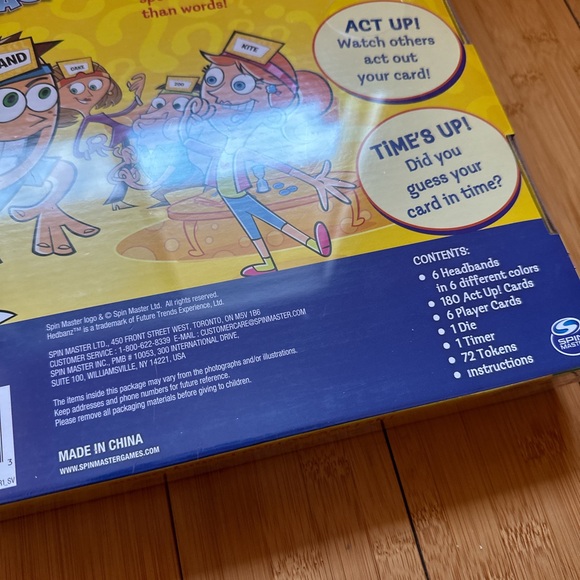 than words!
ACT UP!
Watch others
act out
your card!
KITE
AND
CAKE
TIME'S UP!
Did you
guess your
card in time?
CONTENTS:
• 6 Headbands
in 6 different colors
• 180 Act Up! Cards
• 6 Player Cards
• 1 Die
• 1 Timer
• 72 Tokens
• instructions
SPIN
MASTER
Spin Master logo & © Spin Master Ltd. All rights reserved.
Hedbanz™ is a trademark of Future Trends Experience, Ltd.
SPIN MASTER LTD., 450 FRONT STREET WEST, TORONTO, ON M5V 1B6
CUSTOMER SERVICE : 1-800-622-8339 E-MAIL : CUSTOMERCARE@SPINMASTER.COM
SPIN MASTER INC., PMB # 10053, 300 INTERNATIONAL DRIVE,
SUITE 100, WILLIAMSVILLE, NY 14221, USA
The items inside this package may vary from the photographs and/or illustrations.
Keep addresses and phone numbers for future reference.
Please remove all packaging materials before giving to children.
MADE IN CHINA
WWW.SPINMASTERGAMES.COM
3